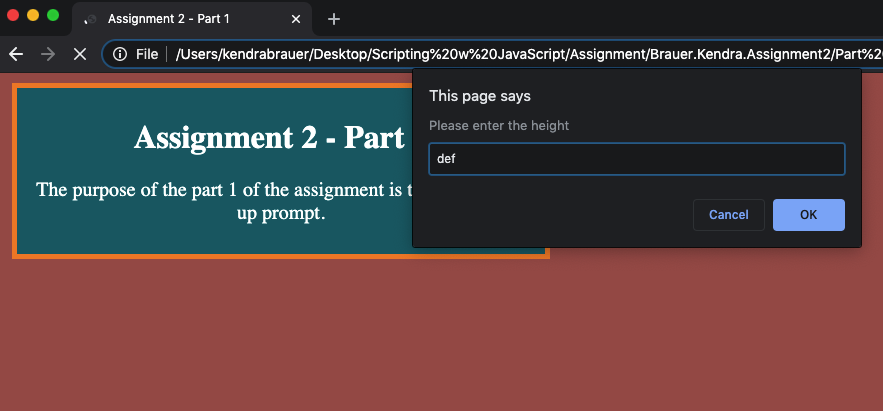 Assignment 2 - Part 1
File /Users/kendrabrauer/Desktop/Scripting%20w%20JavaScript/Assignment/Brauer.Kendra.Assignment2/Part%2
This page says
Please enter the height
def
Cancel OK
Assignment 2 - Part
The purpose of the part 1 of the assignment is
up prompt.